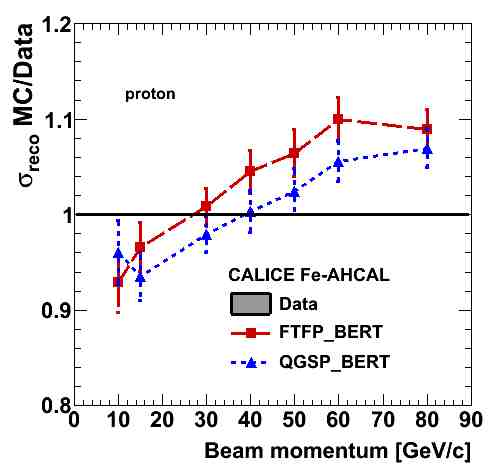 σreco MC/Data
1.2
1.1
1
0.9
0.8
proton
CALICE Fe-AHCAL
Data
FTFP_BERT
QGSP_BERT
0 10 20 30 40 50 60 70 80 90
Beam momentum [GeV/c]